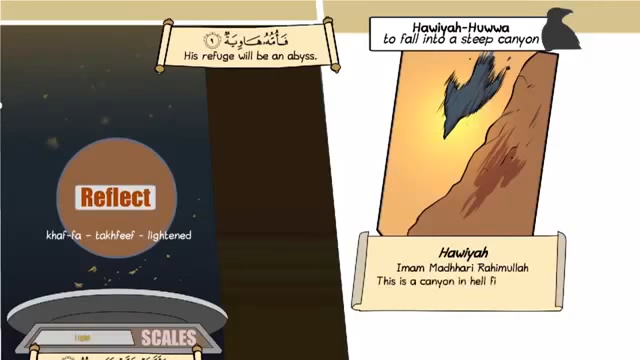 فَأُمُّهُ هَاوِيَةٌ ٩
His refuge will be an abyss.
Reflect
khaf-fa – takhfeef - lightened
SCALES
Hawiyah-Huwwa
to fall into a steep canyon
Hawiyah
Imam Madhhari Rahimullah
This is a canyon in hell fi